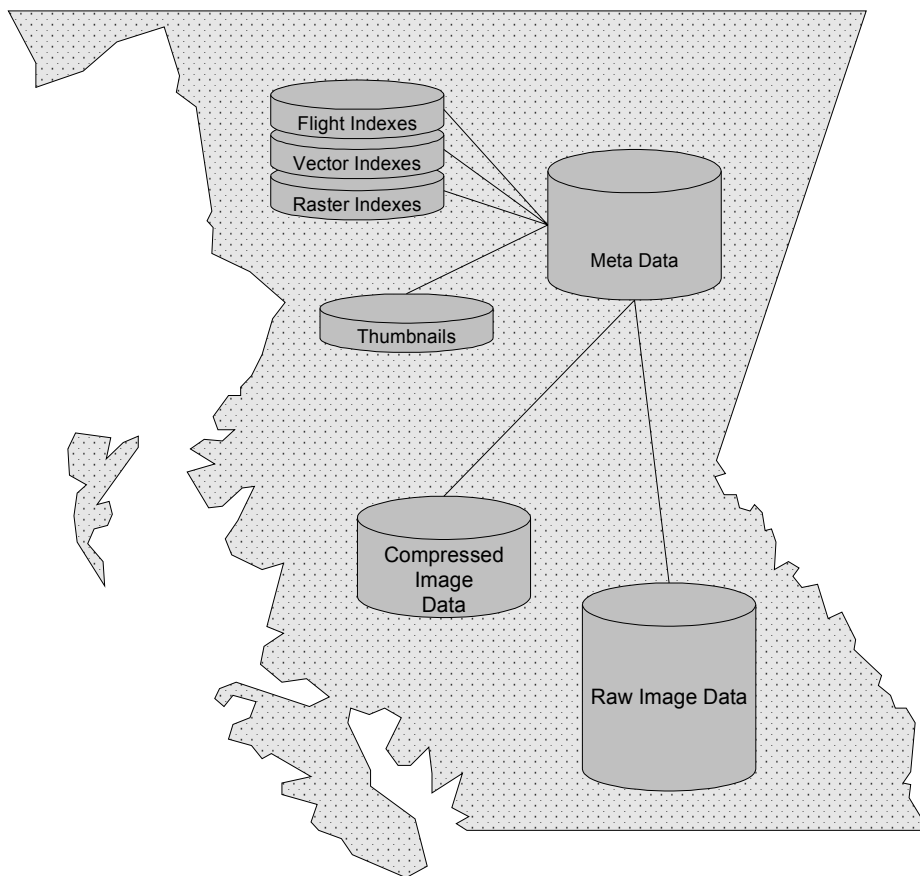 Flight Indexes
Vector Indexes
Raster Indexes
Meta Data
Thumbnails
Compressed
Image
Data
Raw Image Data